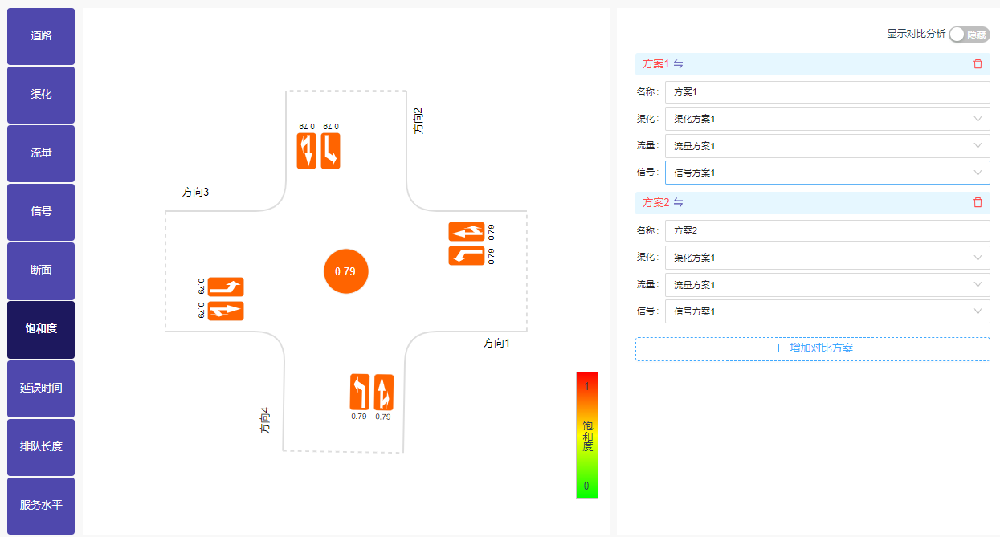 道路
渠化
流量
信号
断面
饱和度
延误时间
排队长度
服务水平
方向2
0.79 0.79
方向3
0.79
0.79
0.79
0.79
0.79
方向1
0.79 0.79
方向4
1
饱和度
0
显示对比分析 隐藏
方案1
名称: 方案1
渠化: 渠化方案1
流量: 流量方案1
信号: 信号方案1
方案2
名称: 方案2
渠化: 渠化方案1
流量: 流量方案1
信号: 信号方案1
+ 增加对比方案